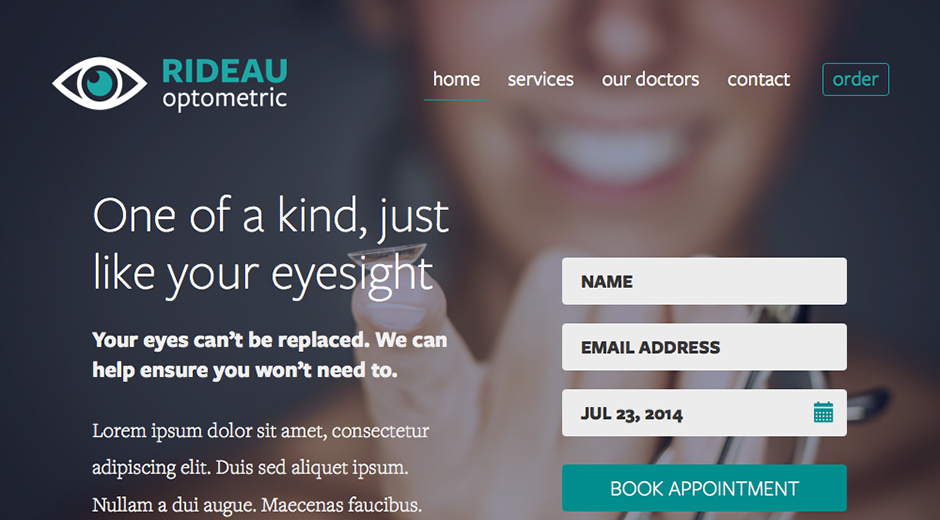 RIDEAU
optometric
home services our doctors contact order
One of a kind, just
like your eyesight
Your eyes can’t be replaced. We can
help ensure you won’t need to.
Lorem ipsum dolor sit amet, consectetur
adipiscing elit. Duis sed aliquet ipsum.
Nullam a dui augue. Maecenas faucibus.
NAME
EMAIL ADDRESS
JUL 23, 2014
BOOK APPOINTMENT